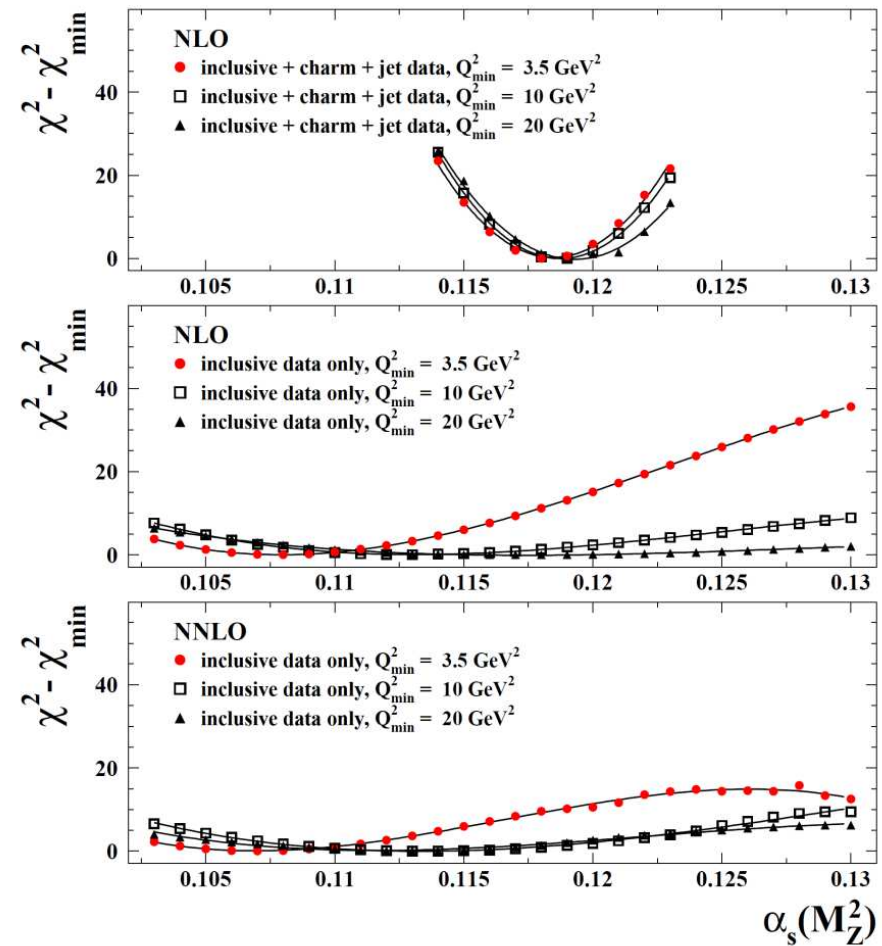 χ² - χ²min
60
40
20
0
NLO
inclusive + charm + jet data, Q²min = 3.5 GeV²
inclusive + charm + jet data, Q²min = 10 GeV²
inclusive + charm + jet data, Q²min = 20 GeV²
0.105 0.11 0.115 0.12 0.125 0.13
χ² - χ²min
60
40
20
0
NLO
inclusive data only, Q²min = 3.5 GeV²
inclusive data only, Q²min = 10 GeV²
inclusive data only, Q²min = 20 GeV²
0.105 0.11 0.115 0.12 0.125 0.13
χ² - χ²min
60
40
20
0
NNLO
inclusive data only, Q²min = 3.5 GeV²
inclusive data only, Q²min = 10 GeV²
inclusive data only, Q²min = 20 GeV²
0.105 0.11 0.115 0.12 0.125 0.13
αs(M²Z)